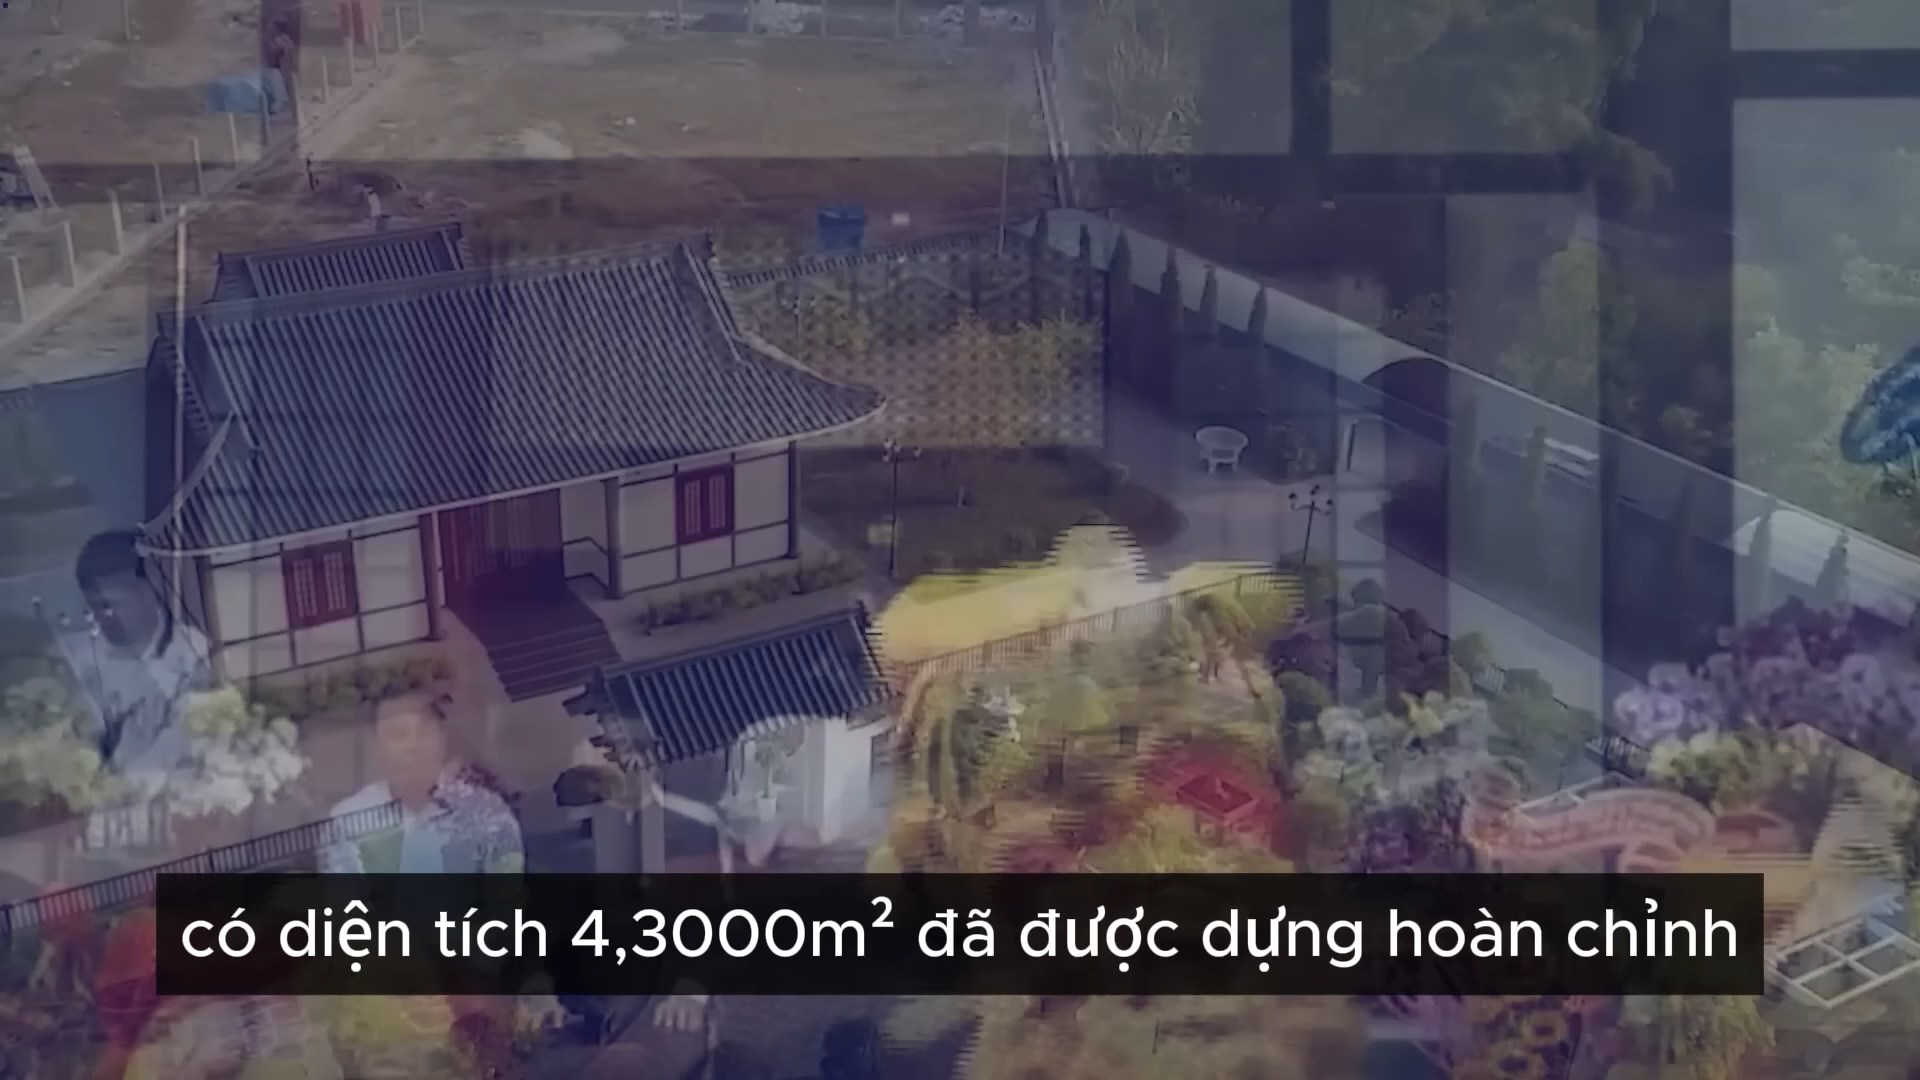 có diện tích 4,3000m² đã được dựng hoàn chỉnh